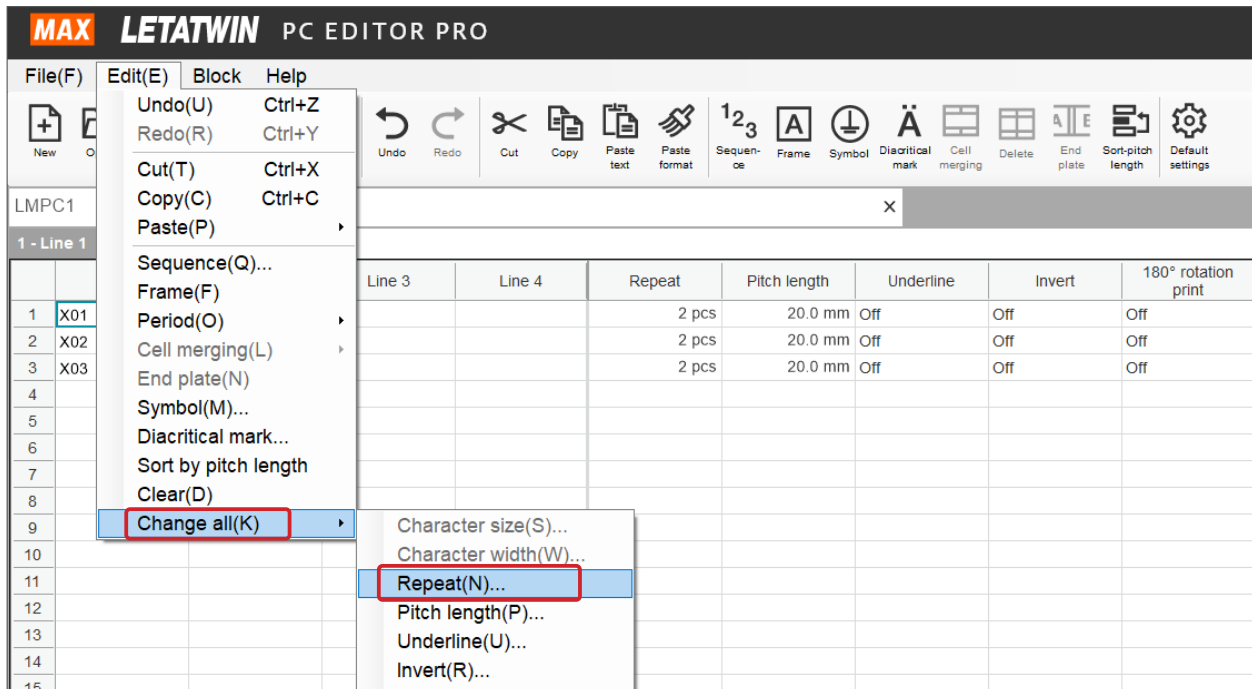 MAX LETATWIN PC EDITOR PRO
File(F) Edit(E) Block Help
Undo(U) Ctrl+Z
Redo(R) Ctrl+Y
Cut(T) Ctrl+X
Copy(C) Ctrl+C
Paste(P)
Sequence(Q)...
Frame(F)
Period(O)
Cell merging(L)
End plate(N)
Symbol(M)...
Diacritical mark...
Sort by pitch length
Clear(D)
Change all(K)
Character size(S)...
Character width(W)...
Repeat(N)...
Pitch length(P)...
Underline(U)...
Invert(R)...
New
Undo
Redo
Cut
Copy
Paste
text
Paste
format
123
Sequen-
ce
A
Frame
Symbol
Ä
Diacritical
mark
Cell
merging
Delete
A E
End
plate
Sort-pitch
length
Default
settings
LMPC1
1 - Line 1
Line 3 Line 4 Repeat Pitch length Underline Invert 180° rotation
print
1 X01 2 pcs 20.0 mm Off Off Off
2 X02 2 pcs 20.0 mm Off Off Off
3 X03 2 pcs 20.0 mm Off Off Off
4
5
6
7
8
9
10
11
12
13
14
15